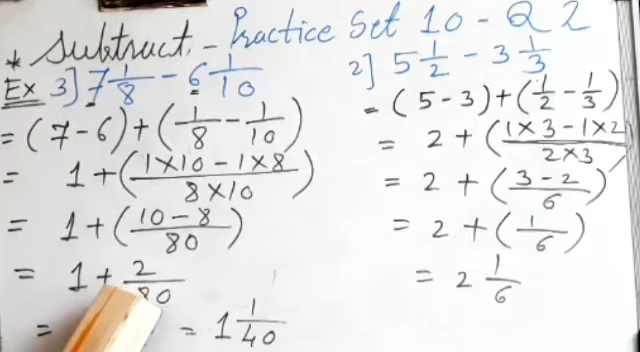 * Subtract. - Practice Set 10 - Q 2
Ex 3] 7 1/8 - 6 1/10
= (7-6)+(1/8 - 1/10)
= 1+(1×10-1×8/8×10)
= 1+(10-8/80)
= 1+ 2/80
= = 1 1/40
2] 5 1/2 - 3 1/3
= (5-3)+(1/2 - 1/3)
= 2+(1×3-1×2/2×3)
= 2+(3-2/6)
= 2+(1/6)
= 2 1/6